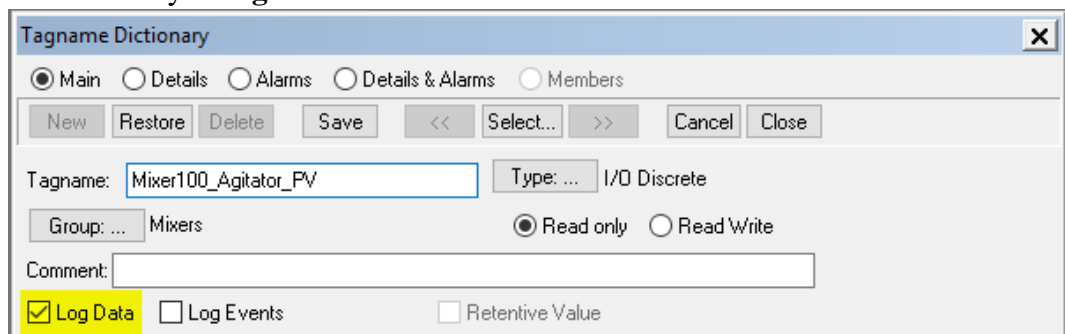 Tagname Dictionary
Main Details Alarms Details & Alarms Members
New Restore Delete Save << Select... >> Cancel Close
Tagname: Mixer100_Agitator_PV Type: ... I/O Discrete
Group: ... Mixers Read only Read Write
Comment:
Log Data Log Events Retentive Value